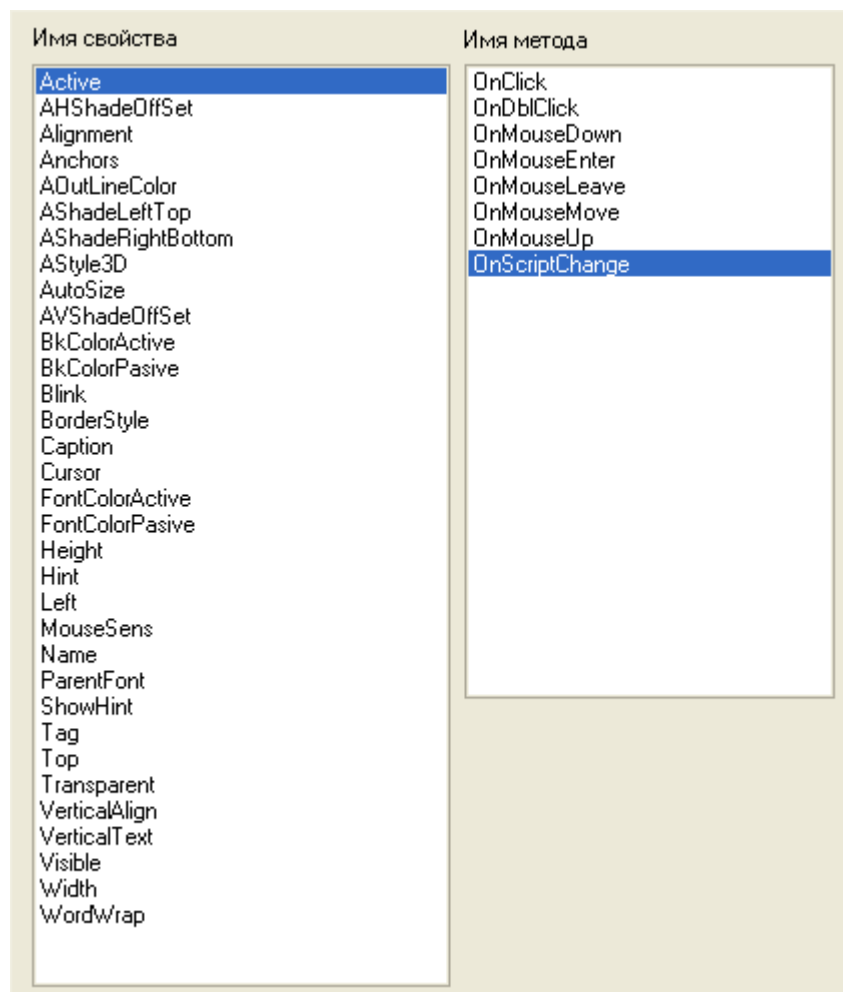 Имя свойства
Active
AHShadeOffSet
Alignment
Anchors
AOutLineColor
AShadeLeftTop
AShadeRightBottom
AStyle3D
AutoSize
AVShadeOffSet
BkColorActive
BkColorPasive
Blink
BorderStyle
Caption
Cursor
FontColorActive
FontColorPasive
Height
Hint
Left
MouseSens
Name
ParentFont
ShowHint
Tag
Top
Transparent
VerticalAlign
VerticalText
Visible
Width
WordWrap
Имя метода
OnClick
OnDblClick
OnMouseDown
OnMouseEnter
OnMouseLeave
OnMouseMove
OnMouseUp
OnScriptChange